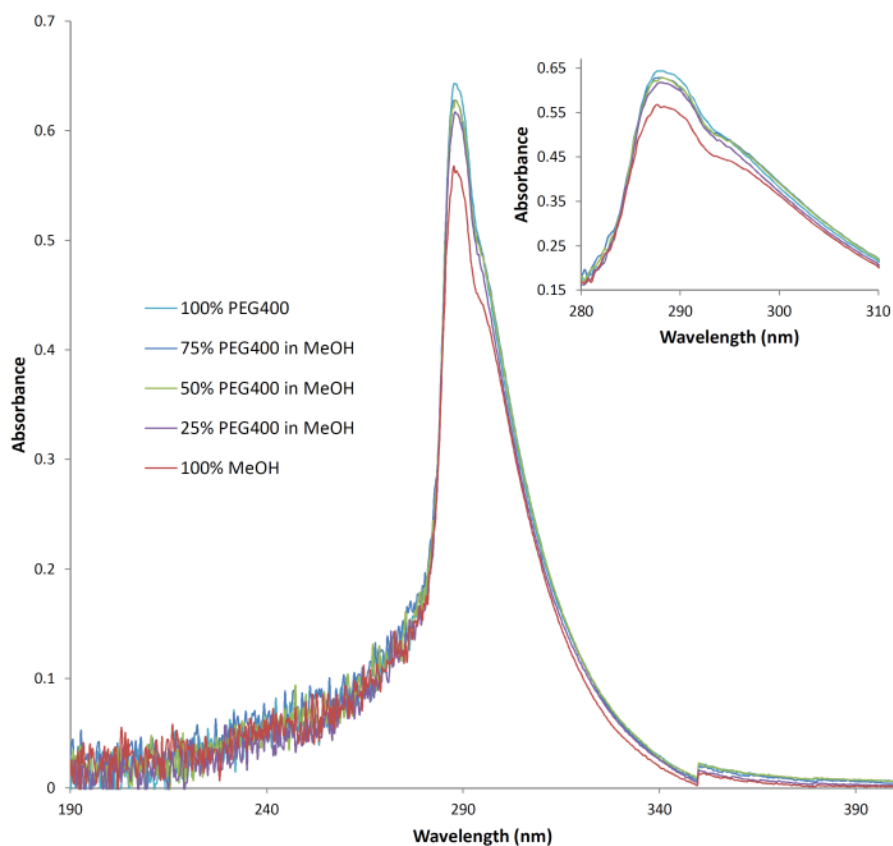 0.7
0.6
0.5
0.4
0.3
0.2
0.1
0
Absorbance
190
240
290
340
390
Wavelength (nm)
100% PEG400
75% PEG400 in MeOH
50% PEG400 in MeOH
25% PEG400 in MeOH
100% MeOH
0.65
0.55
0.45
0.35
0.25
0.15
Absorbance
280
290
300
310
Wavelength (nm)